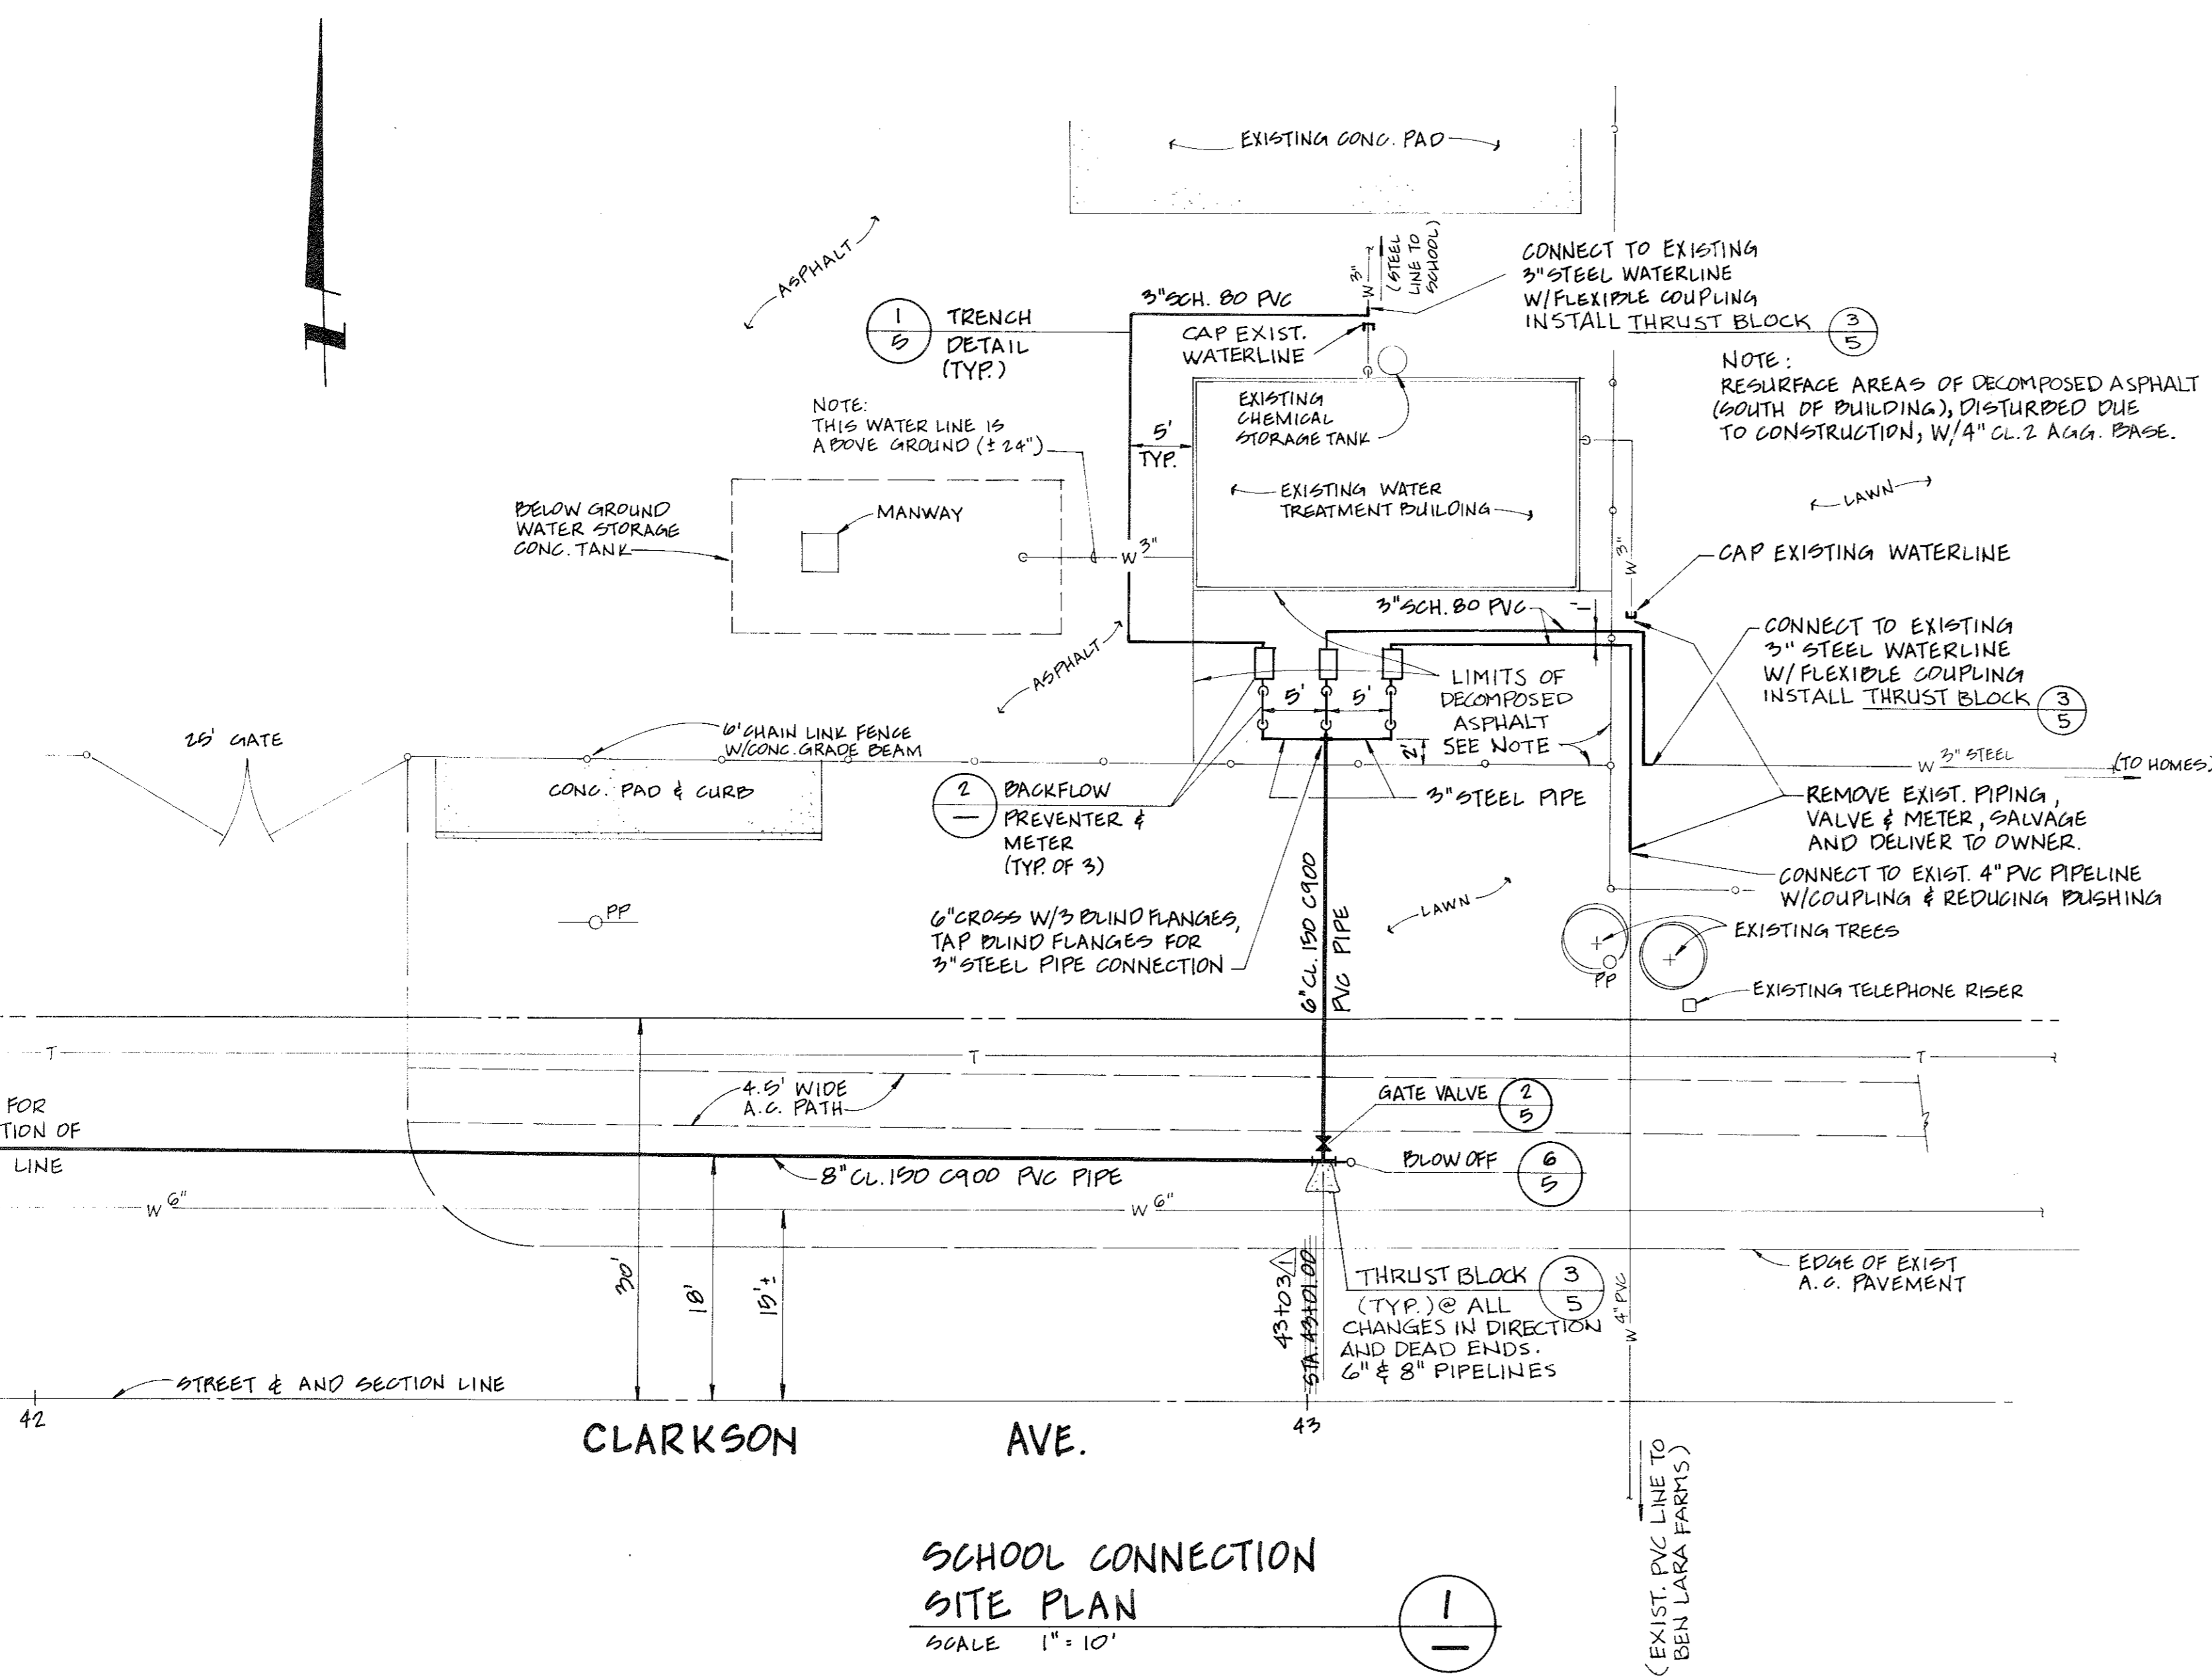 EXISTING CONC. PAD
ASPHALT
W 3"
(STEEL
LINE TO
SCHOOL)
CONNECT TO EXISTING
3" STEEL WATERLINE
W/FLEXIBLE COUPLING
INSTALL THRUST BLOCK
3
5
3" SCH. 80 PVC
1
5
TRENCH
DETAIL
(TYP.)
CAP EXIST.
WATERLINE
NOTE:
RESURFACE AREAS OF DECOMPOSED ASPHALT
(SOUTH OF BUILDING), DISTURBED DUE
TO CONSTRUCTION, W/4" CL.2 AGG. BASE.
NOTE:
THIS WATER LINE IS
ABOVE GROUND (± 24")
5'
TYP.
EXISTING
CHEMICAL
STORAGE TANK
EXISTING WATER
TREATMENT BUILDING
LAWN
BELOW GROUND
WATER STORAGE
CONC. TANK
MANWAY
W 3"
W 3"
CAP EXISTING WATERLINE
3" SCH. 80 PVC
1'
CONNECT TO EXISTING
3" STEEL WATERLINE
W/FLEXIBLE COUPLING
INSTALL THRUST BLOCK
3
5
ASPHALT
5'
5'
LIMITS OF
DECOMPOSED
ASPHALT
SEE NOTE
2'
25' GATE
6' CHAIN LINK FENCE
W/CONC. GRADE BEAM
CONC. PAD & CURB
W 3" STEEL
(TO HOMES)
2
—
BACKFLOW
PREVENTER &
METER
(TYP. OF 3)
3" STEEL PIPE
REMOVE EXIST. PIPING,
VALVE & METER, SALVAGE
AND DELIVER TO OWNER.
CONNECT TO EXIST. 4" PVC PIPELINE
W/COUPLING & REDUCING BUSHING
PP
6" CROSS W/3 BLIND FLANGES,
TAP BLIND FLANGES FOR
3" STEEL PIPE CONNECTION
6" CL. 150 C900
PVC PIPE
LAWN
EXISTING TREES
PP
EXISTING TELEPHONE RISER
T
T
T
4.5' WIDE
A.C. PATH
GATE VALVE
2
5
FOR
TION OF
LINE
8" CL. 150 C900 PVC PIPE
BLOW OFF
6
5
W 6"
W 6"
30'
18'
15'±
43+03
1
STA. 43+01.00
THRUST BLOCK
3
5
(TYP.) @ ALL
CHANGES IN DIRECTION
AND DEAD ENDS.
6" & 8" PIPELINES
W 4" PVC
EDGE OF EXIST
A.C. PAVEMENT
STREET ℄ AND SECTION LINE
42
43
CLARKSON AVE.
(EXIST. PVC LINE TO
BEN LARA FARMS)
SCHOOL CONNECTION
SITE PLAN
SCALE 1" = 10'
1
—